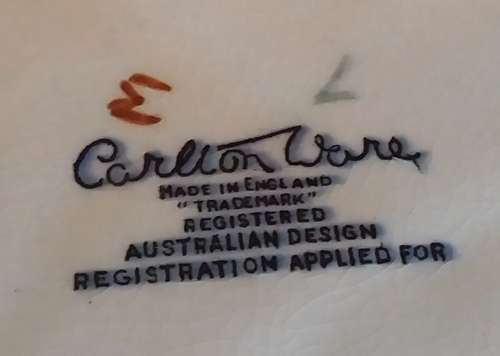 Carlton Ware
MADE IN ENGLAND
"TRADEMARK"
REGISTERED
AUSTRALIAN DESIGN
REGISTRATION APPLIED FOR